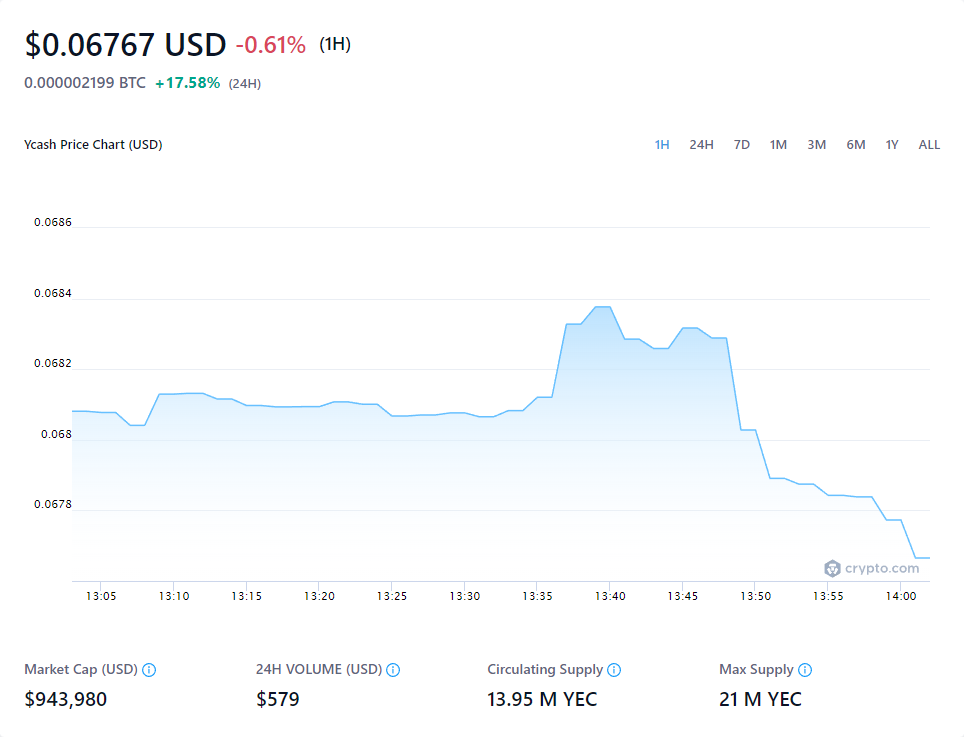 $0.06767 USD -0.61% (1H)
0.000002199 BTC +17.58% (24H)
Ycash Price Chart (USD) 1H 24H 7D 1M 3M 6M 1Y ALL
0.0686
0.0684
0.0682
0.068
0.0678
crypto.com
13:05 13:10 13:15 13:20 13:25 13:30 13:35 13:40 13:45 13:50 13:55 14:00
Market Cap (USD) 24H VOLUME (USD) Circulating Supply Max Supply
$943,980 $579 13.95 M YEC 21 M YEC